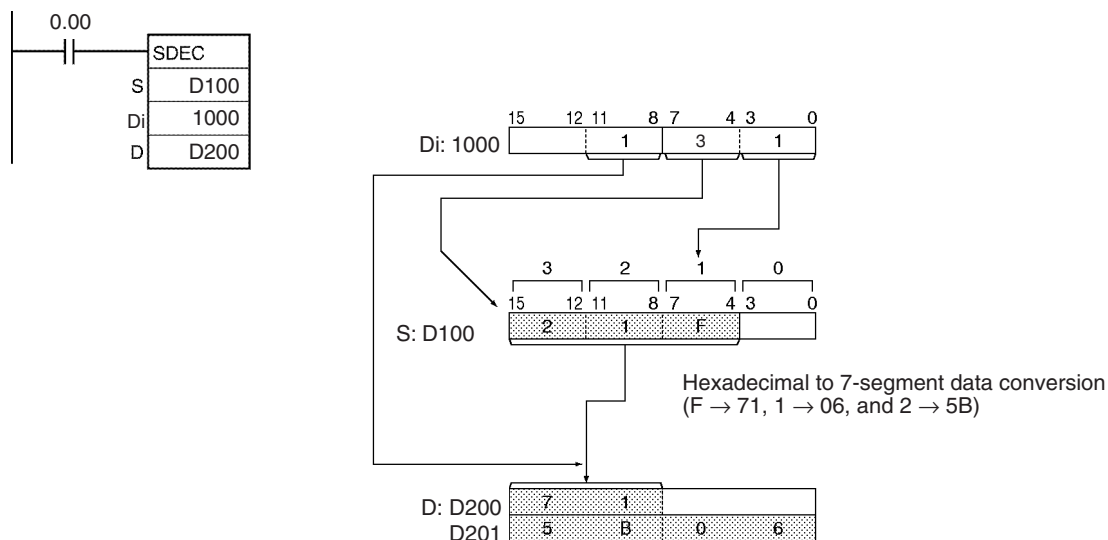 0.00
SDEC
S D100
Di 1000
D D200
15 12 11 8 7 4 3 0
Di: 1000 1 3 1
3 2 1 0
15 12 11 8 7 4 3 0
S: D100 2 1 F
Hexadecimal to 7-segment data conversion
(F → 71, 1 → 06, and 2 → 5B)
D: D200 7 1
D201 5 B 0 6